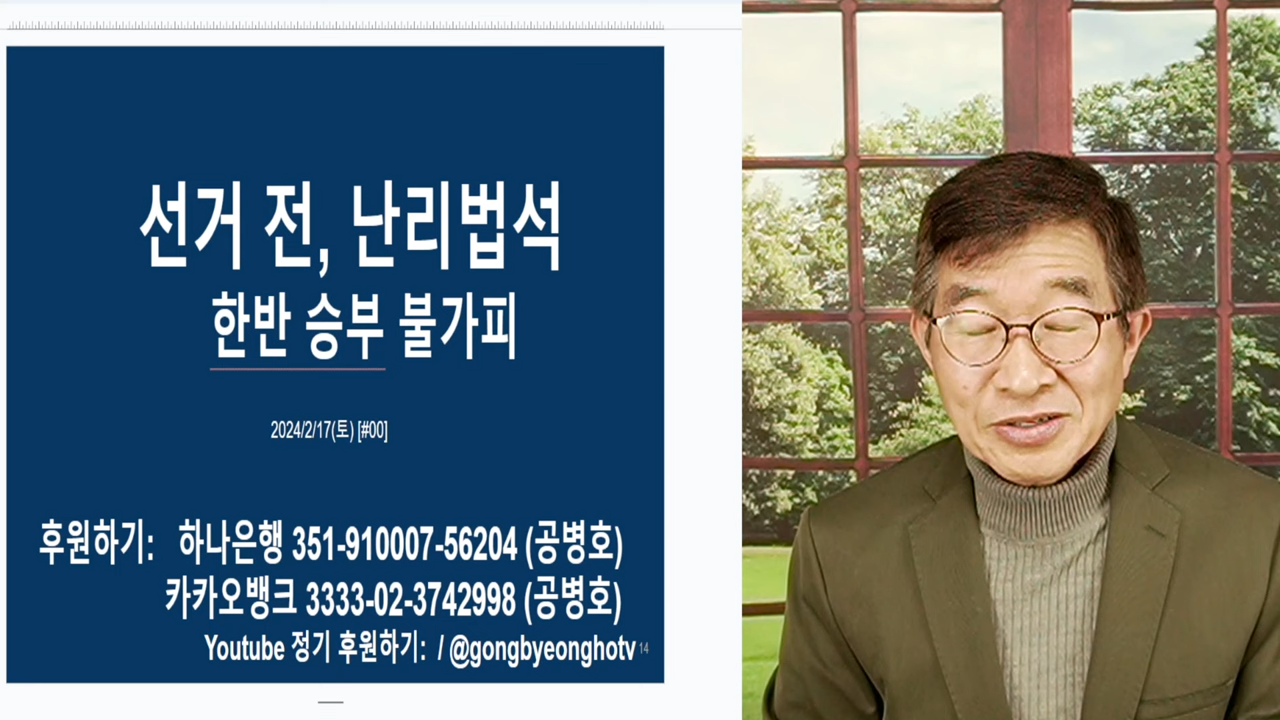 선거 전, 난리법석
한반 승부 불가피
2024/2/17(토) [#00]
후원하기: 하나은행 351-910007-56204 (공병호)
카카오뱅크 3333-02-3742998 (공병호)
Youtube 정기 후원하기: / @gongbyeonghotv
14